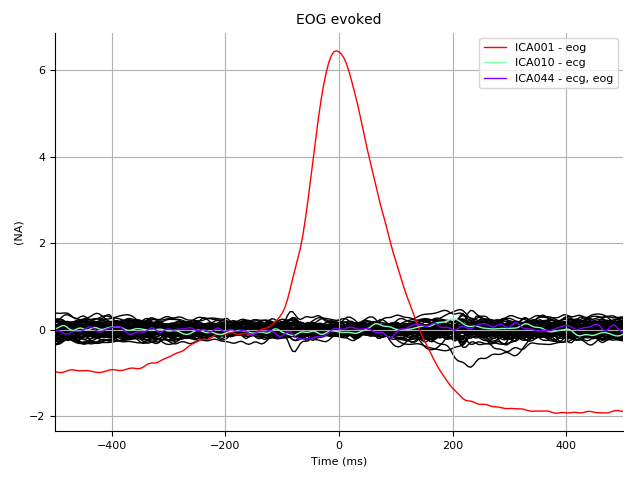 EOG evoked
ICA001 - eog
ICA010 - ecg
ICA044 - ecg, eog
(NA)
6
4
2
0
−2
−400
−200
0
200
400
Time (ms)